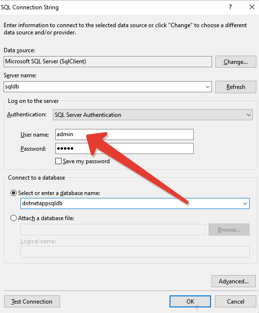 SQL Connection String
Enter information to connect to the selected data source or click "Change" to choose a different
data source and/or provider.
Data source:
Microsoft SQL Server (SqlClient)
Change...
Server name:
sqldb
Refresh
Log on to the server
Authentication:
SQL Server Authentication
User name:
admin
Password:
●●●●●
Save my password
Connect to a database
Select or enter a database name:
dotnetappsqldb
Attach a database file:
Browse...
Logical name:
Advanced...
Test Connection
OK
Cancel